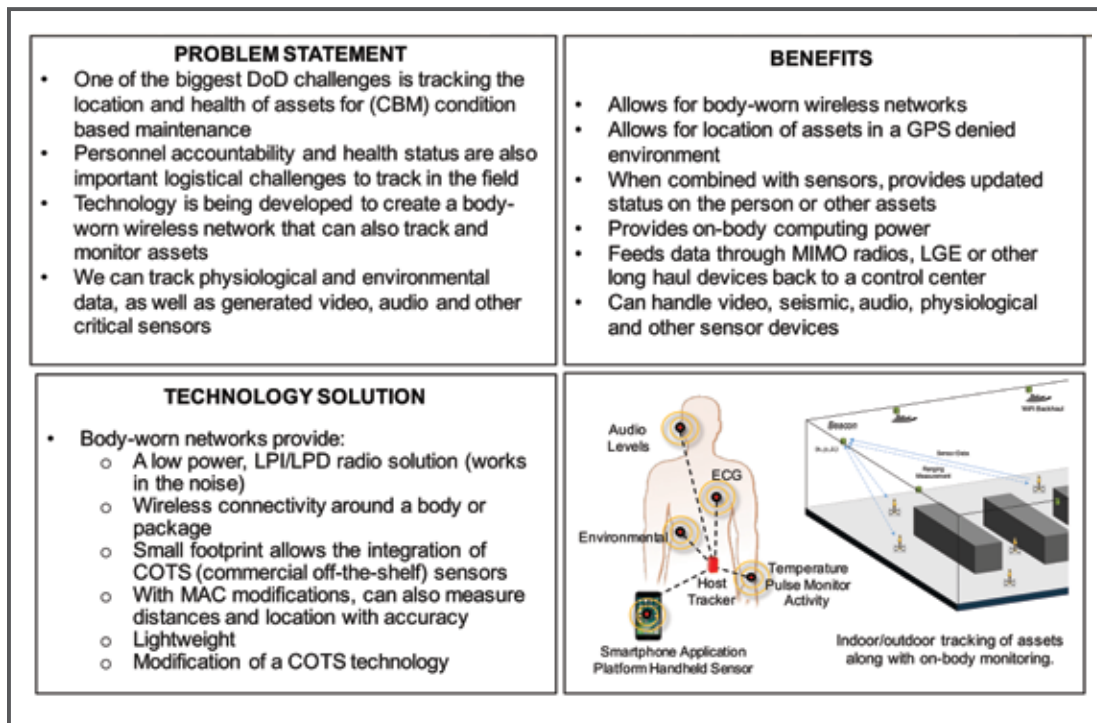 PROBLEM STATEMENT
• One of the biggest DoD challenges is tracking the
location and health of assets for (CBM) condition
based maintenance
• Personnel accountability and health status are also
important logistical challenges to track in the field
• Technology is being developed to create a body-
worn wireless network that can also track and
monitor assets
• We can track physiological and environmental
data, as well as generated video, audio and other
critical sensors
BENEFITS
• Allows for body-worn wireless networks
• Allows for location of assets in a GPS denied
environment
• When combined with sensors, provides updated
status on the person or other assets
• Provides on-body computing power
• Feeds data through MIMO radios, LGE or other
long haul devices back to a control center
• Can handle video, seismic, audio, physiological
and other sensor devices
TECHNOLOGY SOLUTION
• Body-worn networks provide:
o A low power, LPI/LPD radio solution (works
in the noise)
o Wireless connectivity around a body or
package
o Small footprint allows the integration of
COTS (commercial off-the-shelf) sensors
o With MAC modifications, can also measure
distances and location with accuracy
o Lightweight
o Modification of a COTS technology
Audio
Levels
ECG
Environmental
Host
Tracker
Temperature
Pulse Monitor
Activity
Smartphone Application
Platform Handheld Sensor
WiFi Backhaul
Beacon
Sensor Data
Ranging
Measurement
Indoor/outdoor tracking of assets
along with on-body monitoring.